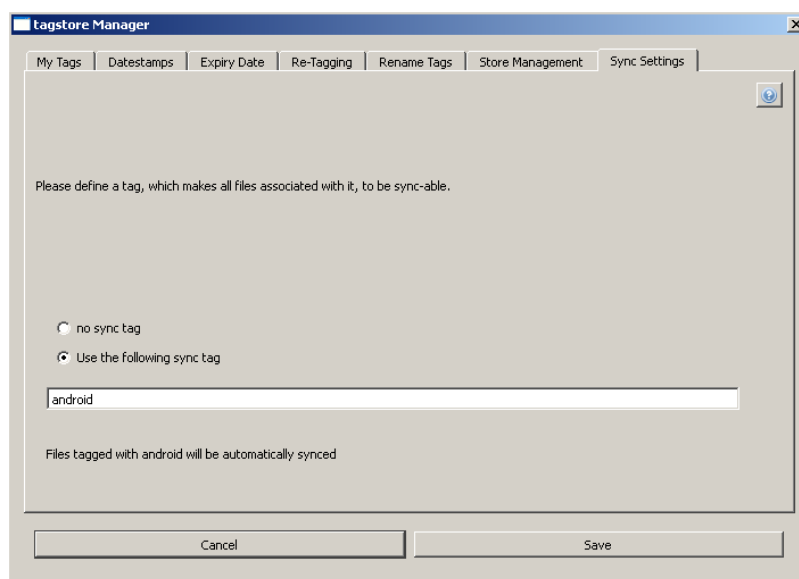 tagstore Manager
My Tags Datestamps Expiry Date Re-Tagging Rename Tags Store Management Sync Settings
Please define a tag, which makes all files associated with it, to be sync-able.
no sync tag
Use the following sync tag
android
Files tagged with android will be automatically synced
Cancel Save